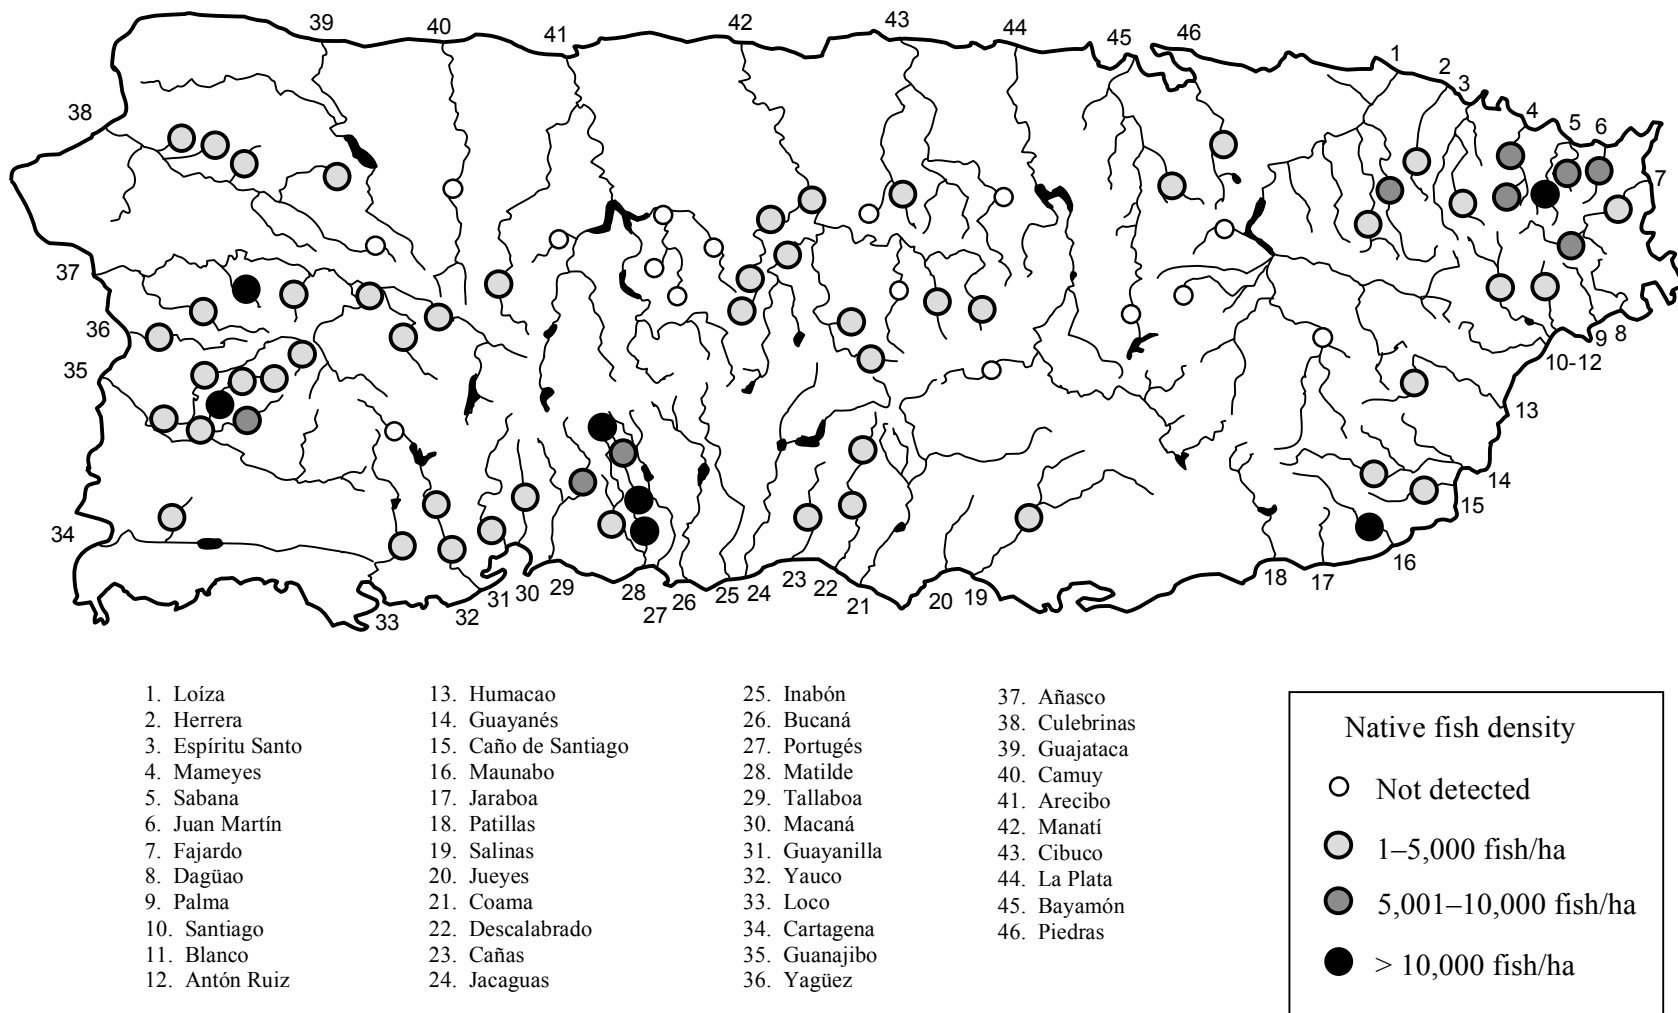 39
40
41
42
43
44
45
46
1
2
3
4
5
6
7
38
37
36
35
34
33
32
31
30
29
28
27
26
25
24
23
22
21
20
19
18
17
16
15
14
13
10-12
9
8
1. Loíza
2. Herrera
3. Espíritu Santo
4. Mameyes
5. Sabana
6. Juan Martín
7. Fajardo
8. Dagüao
9. Palma
10. Santiago
11. Blanco
12. Antón Ruiz
13. Humacao
14. Guayanés
15. Caño de Santiago
16. Maunabo
17. Jaraboa
18. Patillas
19. Salinas
20. Jueyes
21. Coama
22. Descalabrado
23. Cañas
24. Jacaguas
25. Inabón
26. Bucaná
27. Portugés
28. Matilde
29. Tallaboa
30. Macaná
31. Guayanilla
32. Yauco
33. Loco
34. Cartagena
35. Guanajibo
36. Yagüez
37. Añasco
38. Culebrinas
39. Guajataca
40. Camuy
41. Arecibo
42. Manatí
43. Cibuco
44. La Plata
45. Bayamón
46. Piedras
Native fish density
Not detected
1–5,000 fish/ha
5,001–10,000 fish/ha
> 10,000 fish/ha